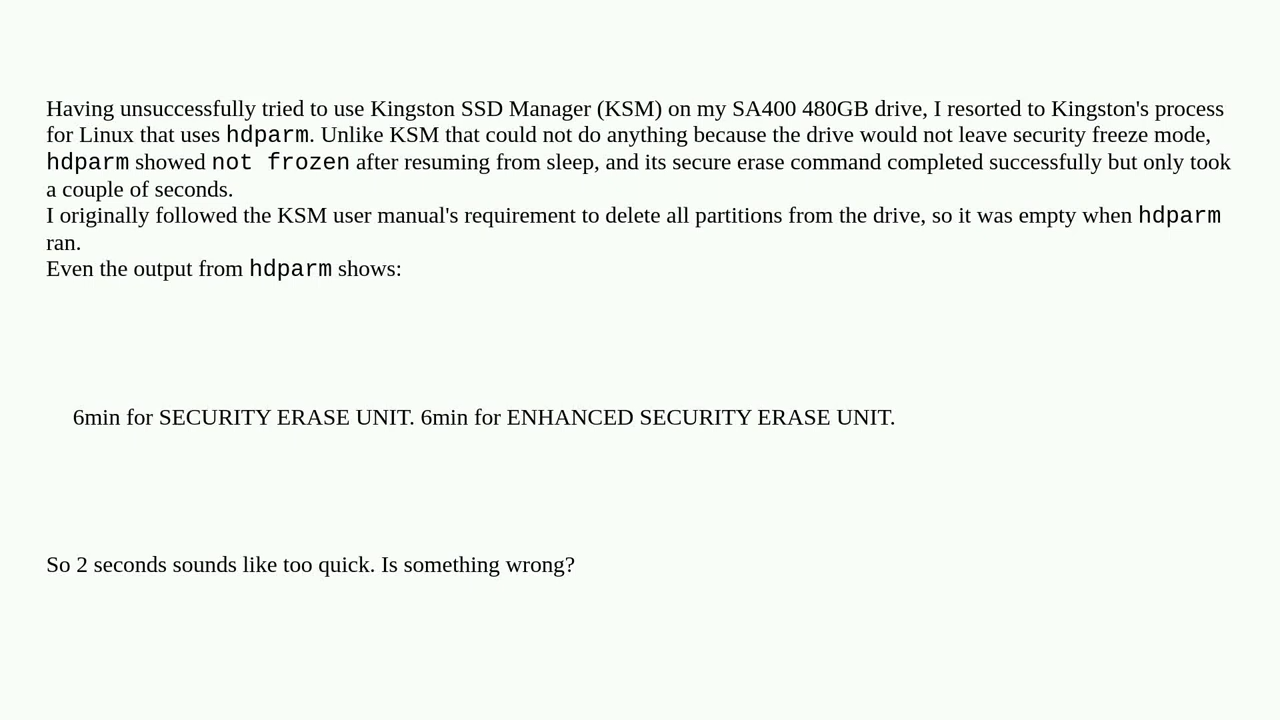 Having unsuccessfully tried to use Kingston SSD Manager (KSM) on my SA400 480GB drive, I resorted to Kingston's process
for Linux that uses hdparm. Unlike KSM that could not do anything because the drive would not leave security freeze mode,
hdparm showed not frozen after resuming from sleep, and its secure erase command completed successfully but only took
a couple of seconds.
I originally followed the KSM user manual's requirement to delete all partitions from the drive, so it was empty when hdparm
ran.
Even the output from hdparm shows:
6min for SECURITY ERASE UNIT. 6min for ENHANCED SECURITY ERASE UNIT.
So 2 seconds sounds like too quick. Is something wrong?